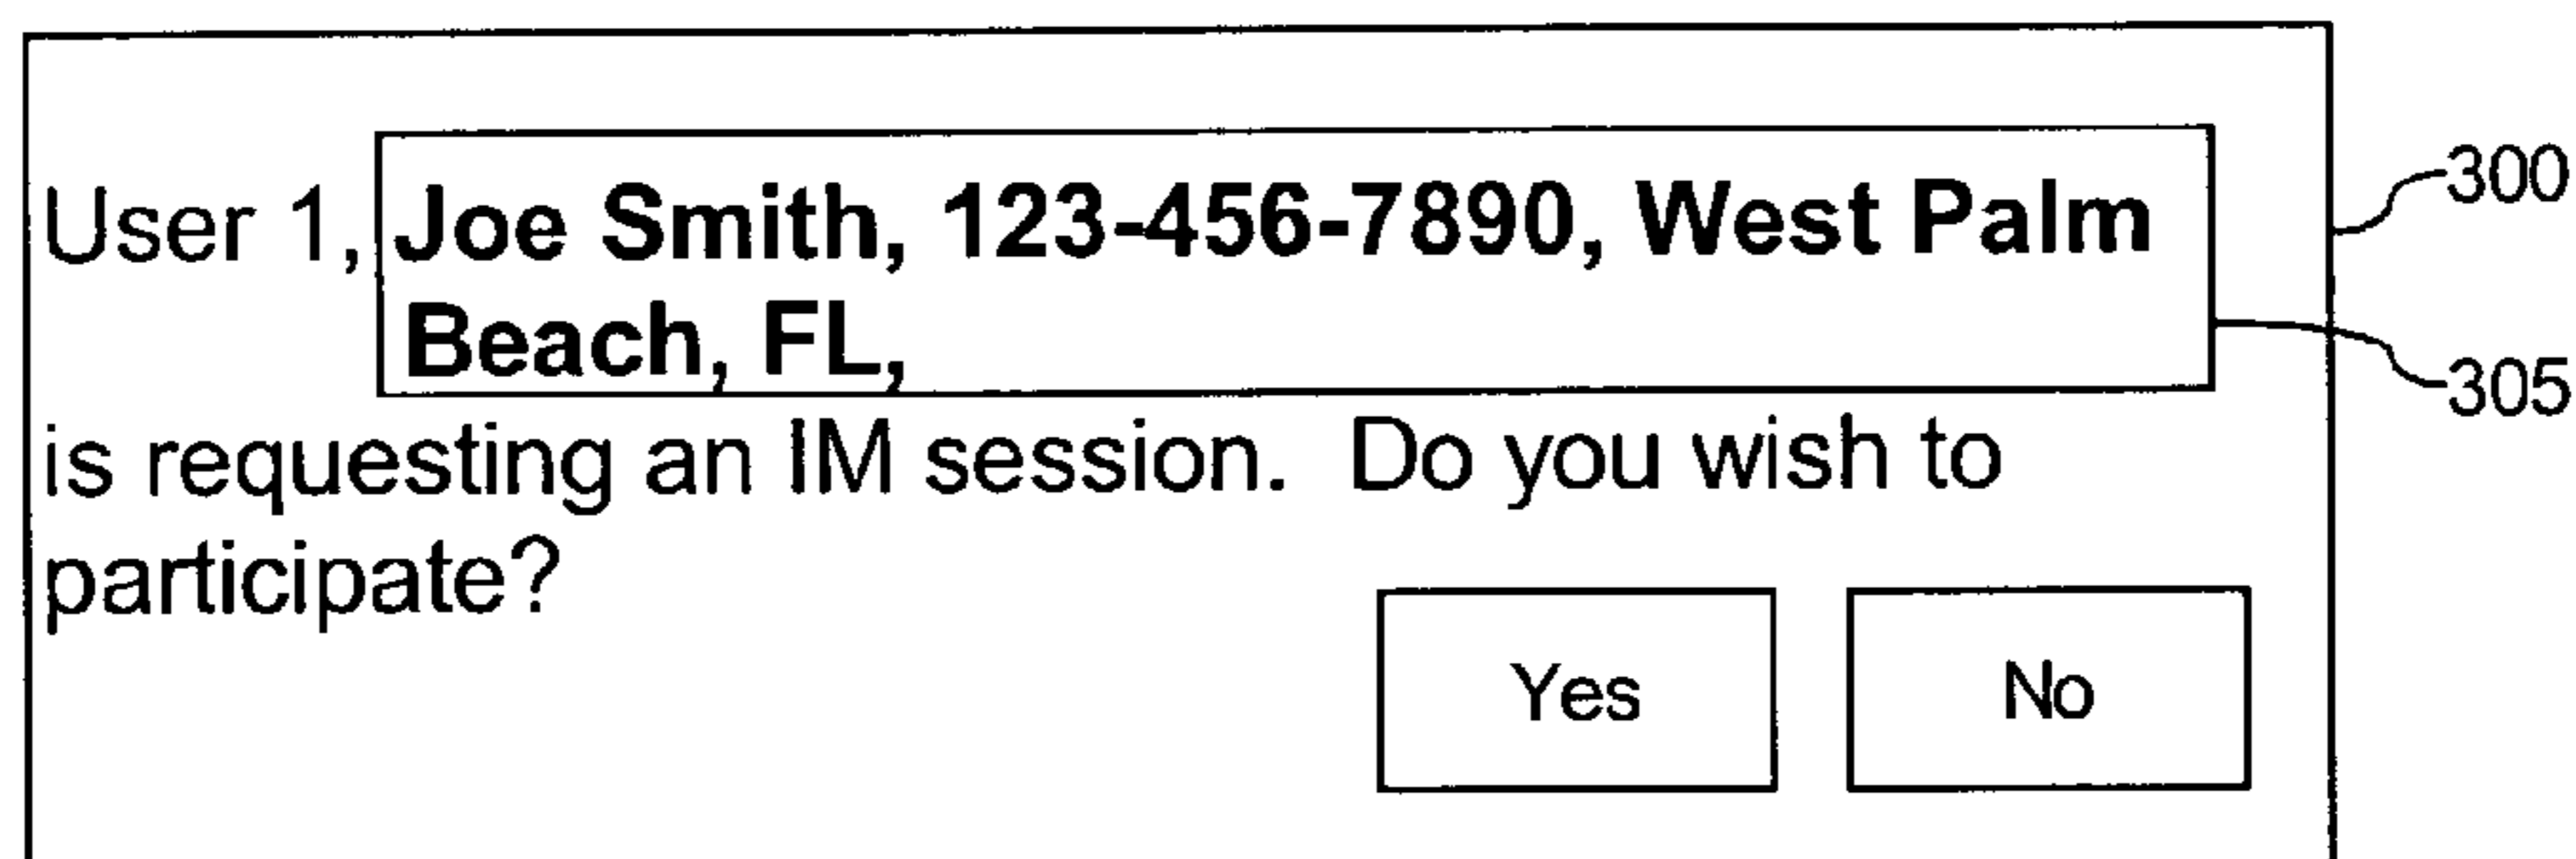 User 1, Joe Smith, 123-456-7890, West Palm
Beach, FL,
is requesting an IM session. Do you wish to
participate?
Yes No
300
305